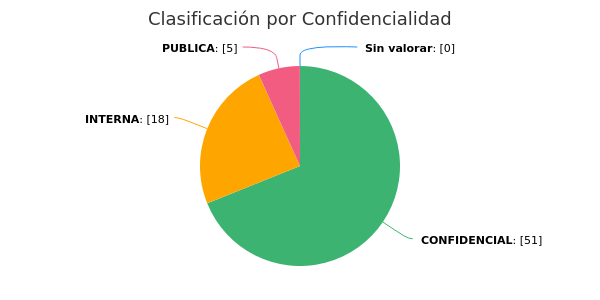 Clasificación por Confidencialidad
PUBLICA: [5]
Sin valorar: [0]
INTERNA: [18]
CONFIDENCIAL: [51]